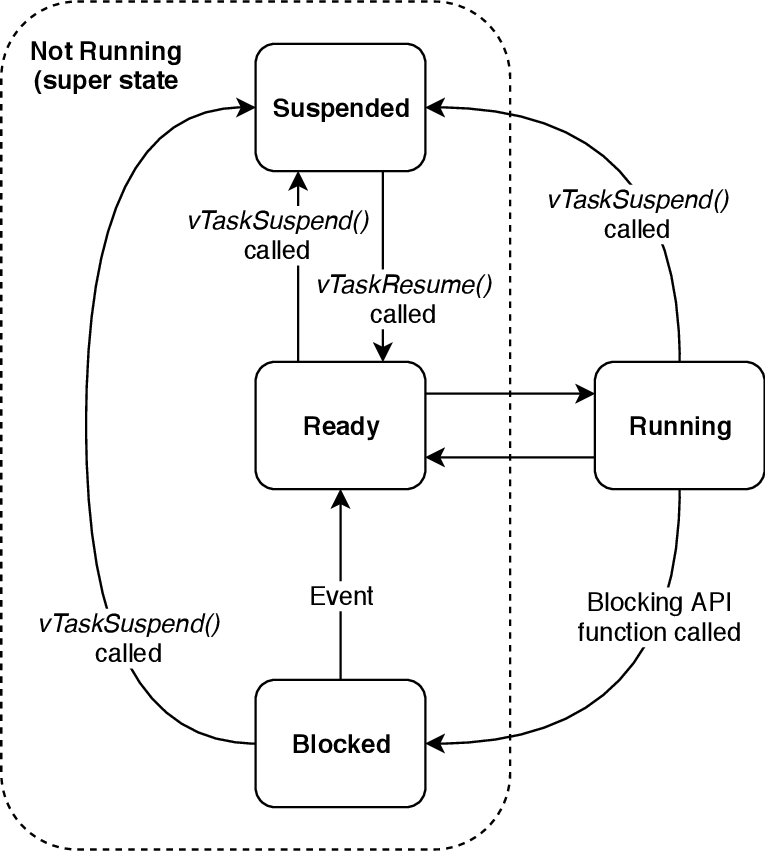 Not Running
(super state
Suspended
vTaskSuspend()
called
vTaskSuspend()
called
vTaskResume()
called
Ready
Running
Event
Blocking API
function called
vTaskSuspend()
called
Blocked